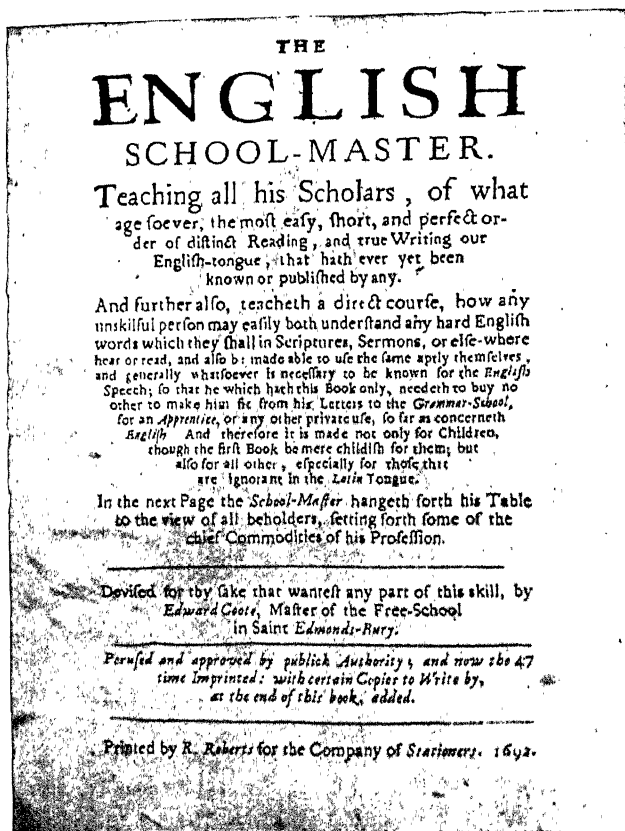 THE
ENGLISH
SCHOOL-MASTER.
Teaching all his Scholars, of what
age ſoever, the moſt eaſy, ſhort, and perfect or-
der of diſtinct Reading, and true Writing our
Engliſh-tongue, that hath ever yet been
known or publiſhed by any.
And further alſo, teacheth a direct courſe, how any
unskilful perſon may eaſily both underſtand any hard Engliſh
words which they ſhall in Scriptures, Sermons, or elſe-where
hear or read, and alſo be made able to uſe the ſame aptly themſelves,
and generally whatſoever is neceſſary to be known for the Engliſh
Speech; ſo that he which hath this Book only, needeth to buy no
other to make him fit from his Letters to the Grammar-School,
for an Apprentice, or any other private uſe, ſo far as concerneth
Engliſh And therefore it is made not only for Children,
though the firſt Book be mere childiſh for them; but
alſo for all other, eſpecially for thoſe that
are ignorant in the Latin Tongue.
In the next Page the School-Maſter hangeth forth his Table
to the view of all beholders, ſetting forth ſome of the
chief Commodities of his Profeſſion.
Deviſed for thy ſake that wanteſt any part of this skill, by
Edward Coote, Maſter of the Free-School
in Saint Edmonds-Bury.
Peruſed and approved by publick Authority; and now the 47
time Imprinted: with certain Copies to Write by,
at the end of this book, added.
Printed by R. Roberts for the Company of Stationers. 1692.